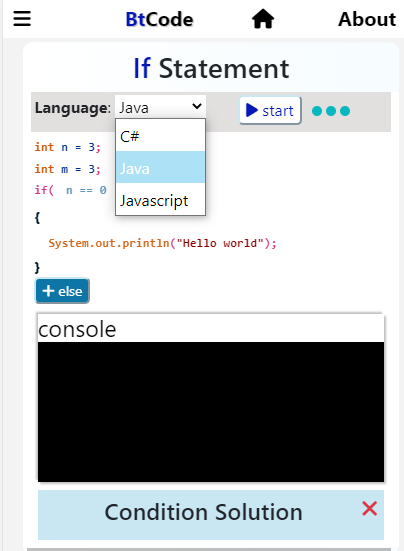 ☰ BtCode About
If Statement
Language: Java start
C#
Java
Javascript
int n = 3;
int m = 3;
if( n == 0
{
System.out.println("Hello world");
}
+ else
console
Condition Solution